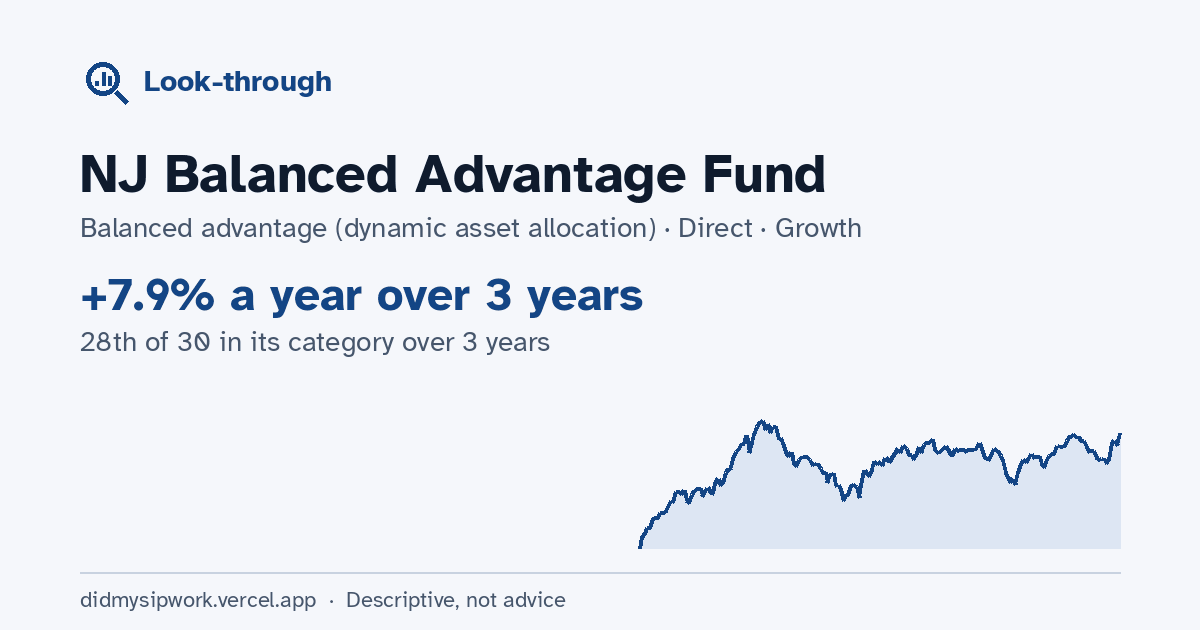 Look-through
NJ Balanced Advantage Fund
Balanced advantage (dynamic asset allocation) · Direct · Growth
+7.9% a year over 3 years
28th of 30 in its category over 3 years
didmysipwork.vercel.app · Descriptive, not advice